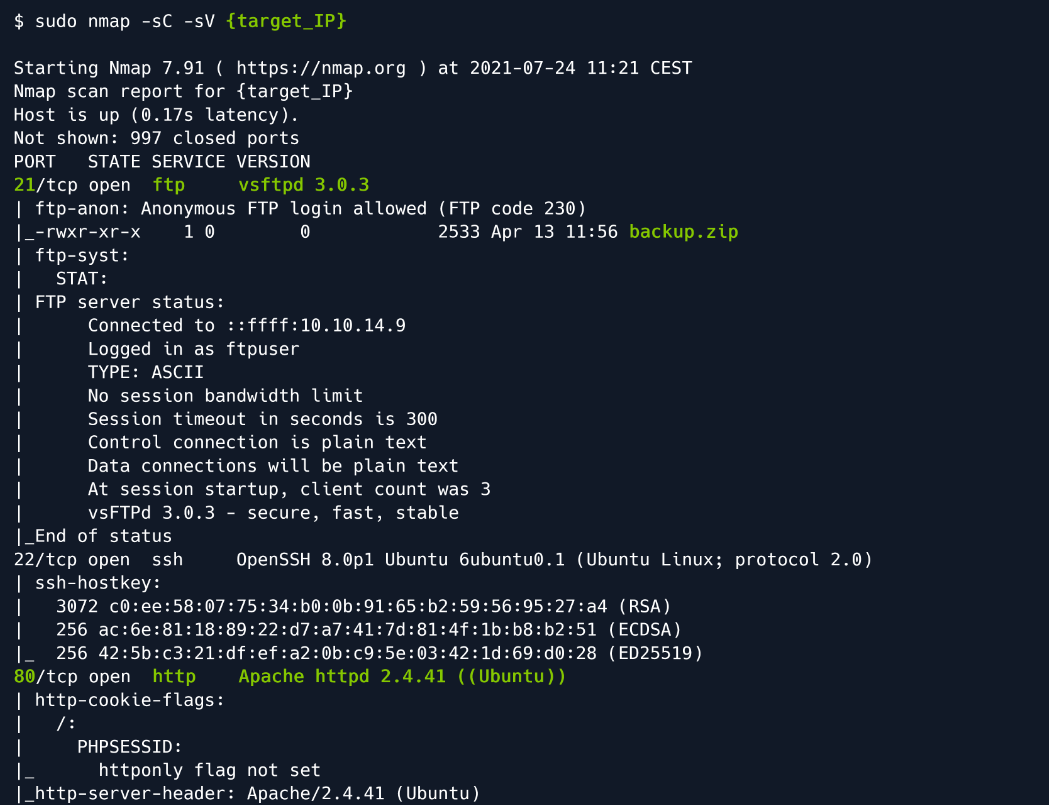 $ sudo nmap -sC -sV {target_IP}
Starting Nmap 7.91 ( https://nmap.org ) at 2021-07-24 11:21 CEST
Nmap scan report for {target_IP}
Host is up (0.17s latency).
Not shown: 997 closed ports
PORT   STATE SERVICE VERSION
21/tcp open  ftp     vsftpd 3.0.3
| ftp-anon: Anonymous FTP login allowed (FTP code 230)
|_-rwxr-xr-x    1 0        0            2533 Apr 13 11:56 backup.zip
| ftp-syst:
|   STAT:
| FTP server status:
|      Connected to ::ffff:10.10.14.9
|      Logged in as ftpuser
|      TYPE: ASCII
|      No session bandwidth limit
|      Session timeout in seconds is 300
|      Control connection is plain text
|      Data connections will be plain text
|      At session startup, client count was 3
|      vsFTPd 3.0.3 - secure, fast, stable
|_End of status
22/tcp open  ssh     OpenSSH 8.0p1 Ubuntu 6ubuntu0.1 (Ubuntu Linux; protocol 2.0)
| ssh-hostkey:
|   3072 c0:ee:58:07:75:34:b0:0b:91:65:b2:59:56:95:27:a4 (RSA)
|   256 ac:6e:81:18:89:22:d7:a7:41:7d:81:4f:1b:b8:b2:51 (ECDSA)
|_  256 42:5b:c3:21:df:ef:a2:0b:c9:5e:03:42:1d:69:d0:28 (ED25519)
80/tcp open  http    Apache httpd 2.4.41 ((Ubuntu))
| http-cookie-flags:
|   /:
|     PHPSESSID:
|_      httponly flag not set
|_http-server-header: Apache/2.4.41 (Ubuntu)